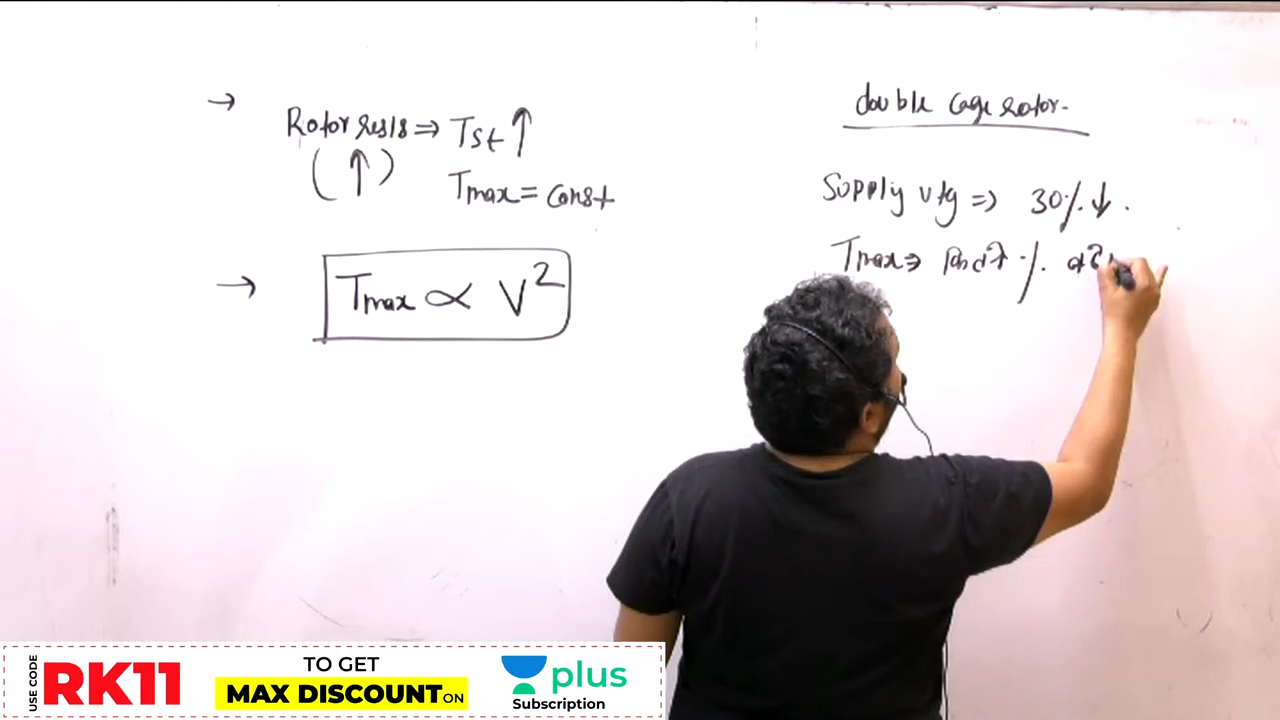 → Rotor resis ⇒ Tst ↑
(↑) Tmax = const
→ Tmax ∝ V²
double cage rotor.
Supply vtg ⇒ 30% ↓.
Tmax ⇒ %.
USE CODE RK11
TO GET
MAX DISCOUNT ON
plus
Subscription